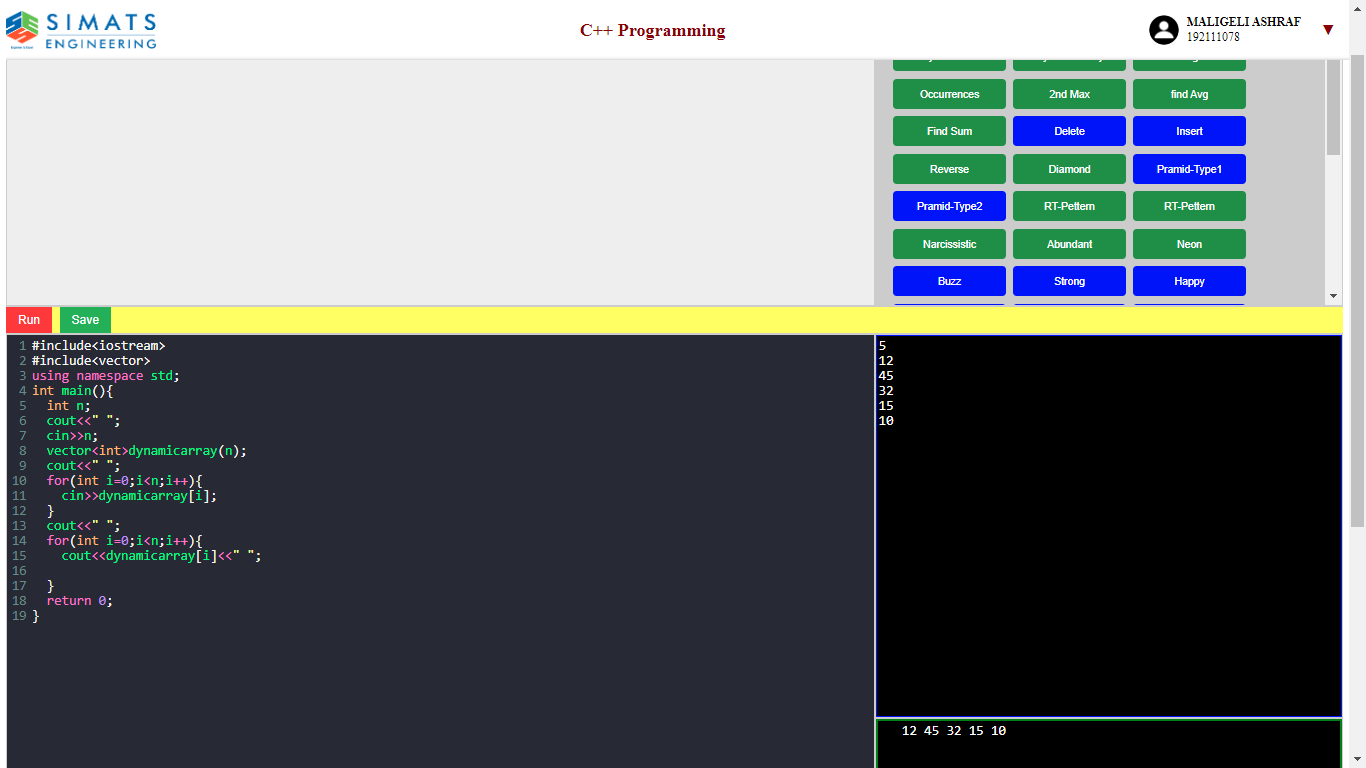 SIMATS
ENGINEERING
C++ Programming
MALIGELI ASHRAF
192111078
▼
Occurrences
2nd Max
find Avg
Find Sum
Delete
Insert
Reverse
Diamond
Pramid-Type1
Pramid-Type2
RT-Pettern
RT-Pettern
Narcissistic
Abundant
Neon
Buzz
Strong
Happy
Run
Save
1 #include<iostream>
2 #include<vector>
3 using namespace std;
4 int main(){
5   int n;
6   cout<<" ";
7   cin>>n;
8   vector<int>dynamicarray(n);
9   cout<<" ";
10   for(int i=0;i<n;i++){
11     cin>>dynamicarray[i];
12   }
13   cout<<" ";
14   for(int i=0;i<n;i++){
15     cout<<dynamicarray[i]<<" ";
16
17   }
18   return 0;
19 }
5
12
45
32
15
10
12 45 32 15 10